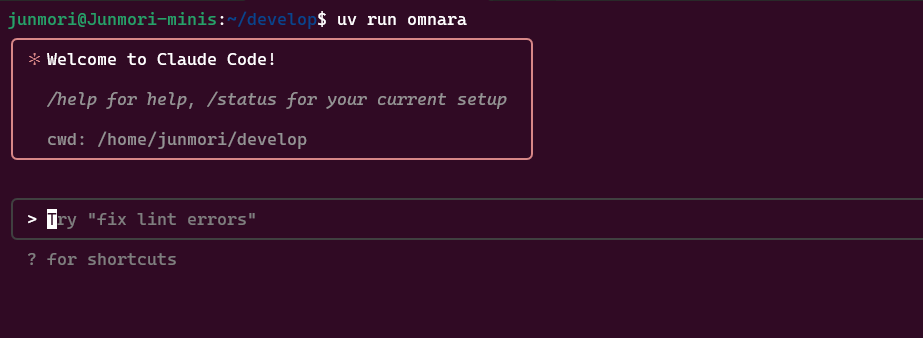 junmori@Junmori-minis:~/develop$ uv run omnara
* Welcome to Claude Code!
/help for help, /status for your current setup
cwd: /home/junmori/develop
> Try "fix lint errors"
? for shortcuts